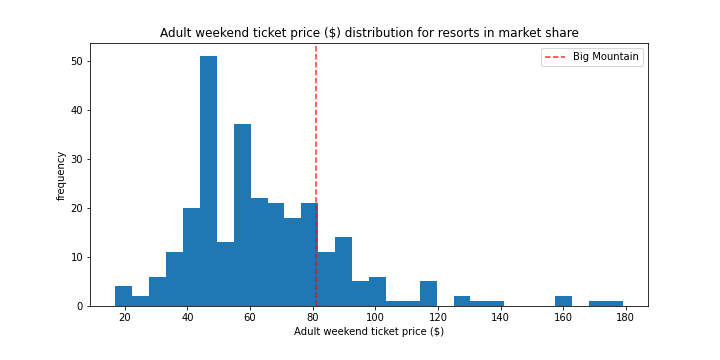 Adult weekend ticket price ($) distribution for resorts in market share
Big Mountain
50
40
30
20
10
0
frequency
20 40 60 80 100 120 140 160 180
Adult weekend ticket price ($)